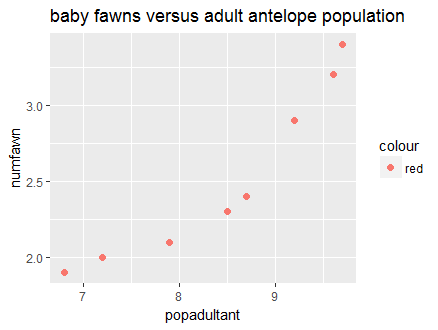 baby fawns versus adult antelope population
numfawn
3.0
2.5
2.0
7
8
9
popadultant
colour
red